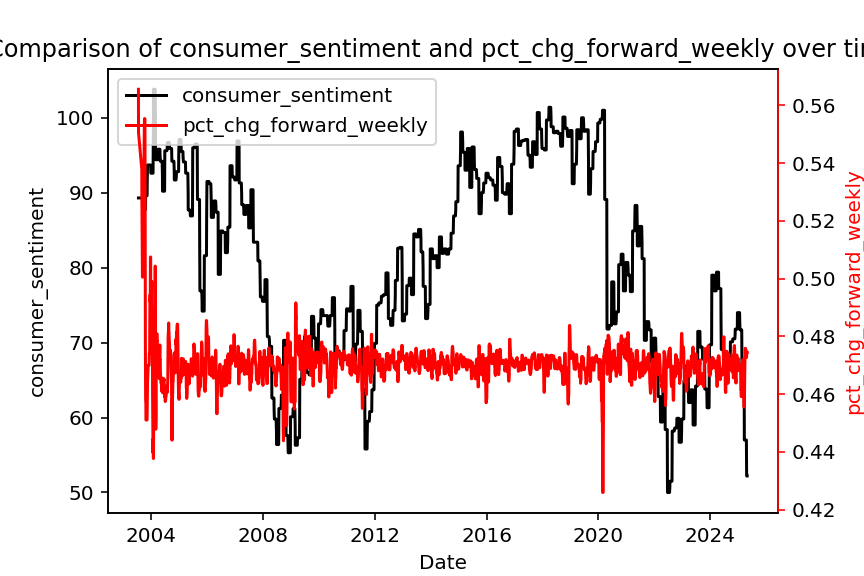 Comparison of consumer_sentiment and pct_chg_forward_weekly over
consumer_sentiment
pct_chg_forward_weekly
100
90
80
70
60
50
consumer_sentiment
0.56
0.54
0.52
0.50
0.48
0.46
0.44
0.42
pct_chg_forward_weekly
2004 2008 2012 2016 2020 2024
Date